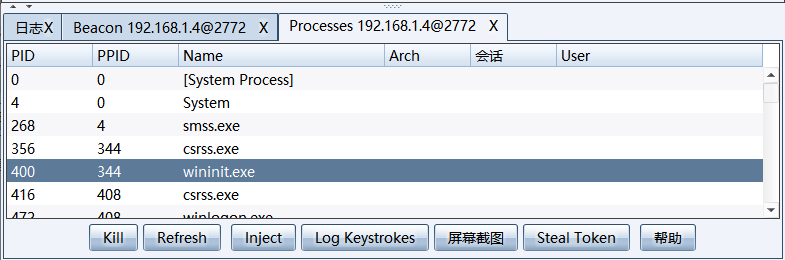 日志X Beacon 192.168.1.4@2772 X Processes 192.168.1.4@2772 X
PID PPID Name Arch 会话 User
0 0 [System Process]
4 0 System
268 4 smss.exe
356 344 csrss.exe
400 344 wininit.exe
416 408 csrss.exe
472 408 winlogon.exe
Kill Refresh Inject Log Keystrokes 屏幕截图 Steal Token 帮助